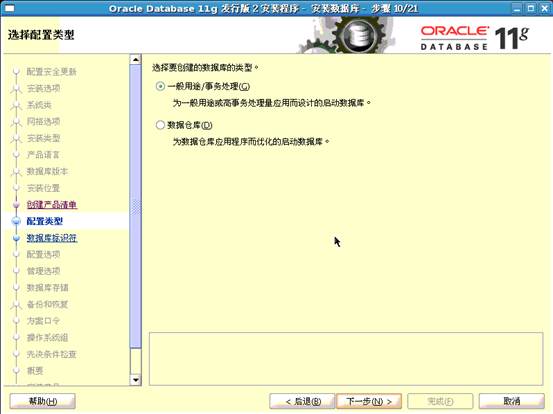 Oracle Database 11g 发行版 2 安装程序 - 安装数据库 - 步骤 10/21
选择配置类型
ORACLE
DATABASE
11g
配置安全更新
安装选项
系统类
网格选项
安装类型
产品语言
数据库版本
安装位置
创建产品清单
配置类型
数据库标识符
配置选项
管理选项
数据库存储
备份和恢复
方案口令
操作系统组
先决条件检查
概要
选择要创建的数据库的类型。
一般用途/事务处理(G)
为一般用途或高事务处理量应用而设计的启动数据库。
数据仓库(D)
为数据仓库应用程序而优化的启动数据库。
帮助(H)
< 后退(B)
下一步(N) >
完成(F)
取消